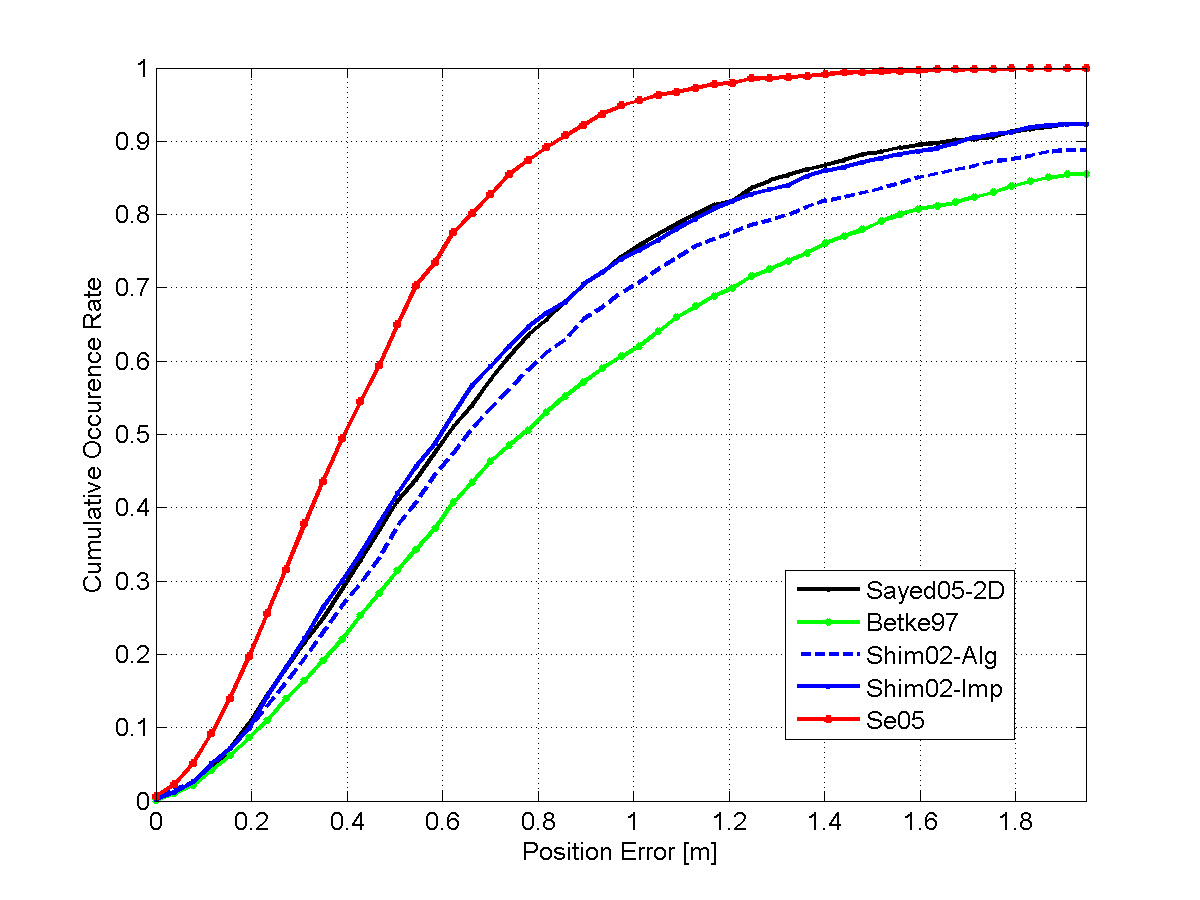 1
0.9
0.8
0.7
0.6
0.5
0.4
0.3
0.2
0.1
0
Cumulative Occurence Rate
0 0.2 0.4 0.6 0.8 1 1.2 1.4 1.6 1.8
Position Error [m]
Sayed05-2D
Betke97
Shim02-Alg
Shim02-Imp
Se05